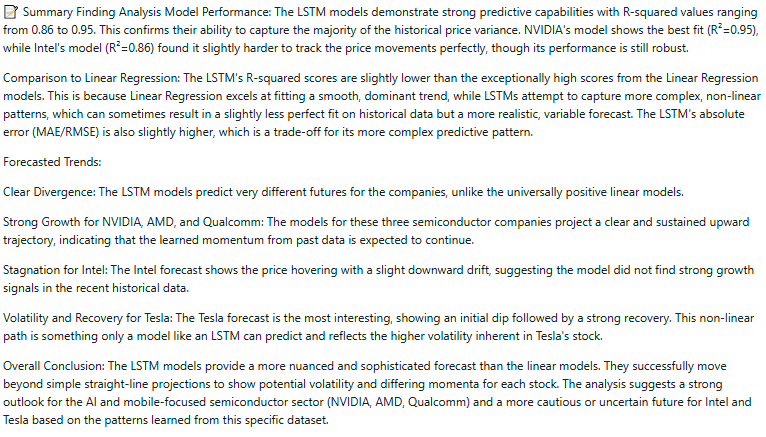 📝 Summary Finding Analysis Model Performance: The LSTM models demonstrate strong predictive capabilities with R-squared values ranging
from 0.86 to 0.95. This confirms their ability to capture the majority of the historical price variance. NVIDIA's model shows the best fit (R²=0.95),
while Intel's model (R²=0.86) found it slightly harder to track the price movements perfectly, though its performance is still robust.
Comparison to Linear Regression: The LSTM's R-squared scores are slightly lower than the exceptionally high scores from the Linear Regression
models. This is because Linear Regression excels at fitting a smooth, dominant trend, while LSTMs attempt to capture more complex, non-linear
patterns, which can sometimes result in a slightly less perfect fit on historical data but a more realistic, variable forecast. The LSTM's absolute
error (MAE/RMSE) is also slightly higher, which is a trade-off for its more complex predictive pattern.
Forecasted Trends:
Clear Divergence: The LSTM models predict very different futures for the companies, unlike the universally positive linear models.
Strong Growth for NVIDIA, AMD, and Qualcomm: The models for these three semiconductor companies project a clear and sustained upward
trajectory, indicating that the learned momentum from past data is expected to continue.
Stagnation for Intel: The Intel forecast shows the price hovering with a slight downward drift, suggesting the model did not find strong growth
signals in the recent historical data.
Volatility and Recovery for Tesla: The Tesla forecast is the most interesting, showing an initial dip followed by a strong recovery. This non-linear
path is something only a model like an LSTM can predict and reflects the higher volatility inherent in Tesla's stock.
Overall Conclusion: The LSTM models provide a more nuanced and sophisticated forecast than the linear models. They successfully move
beyond simple straight-line projections to show potential volatility and differing momenta for each stock. The analysis suggests a strong
outlook for the AI and mobile-focused semiconductor sector (NVIDIA, AMD, Qualcomm) and a more cautious or uncertain future for Intel and
Tesla based on the patterns learned from this specific dataset.